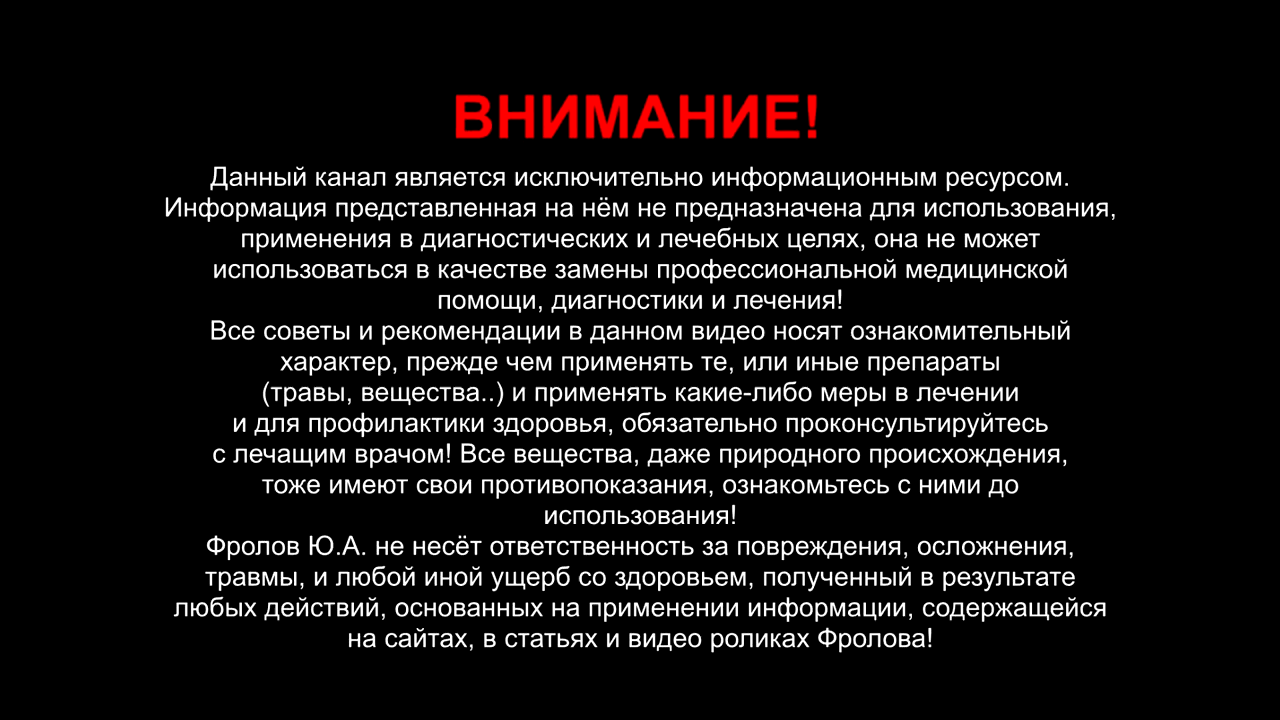 ВНИМАНИЕ!
Данный канал является исключительно информационным ресурсом.
Информация представленная на нём не предназначена для использования,
применения в диагностических и лечебных целях, она не может
использоваться в качестве замены профессиональной медицинской
помощи, диагностики и лечения!
Все советы и рекомендации в данном видео носят ознакомительный
характер, прежде чем применять те, или иные препараты
(травы, вещества..) и применять какие-либо меры в лечении
и для профилактики здоровья, обязательно проконсультируйтесь
с лечащим врачом! Все вещества, даже природного происхождения,
тоже имеют свои противопоказания, ознакомьтесь с ними до
использования!
Фролов Ю.А. не несёт ответственность за повреждения, осложнения,
травмы, и любой иной ущерб со здоровьем, полученный в результате
любых действий, основанных на применении информации, содержащейся
на сайтах, в статьях и видео роликах Фролова!